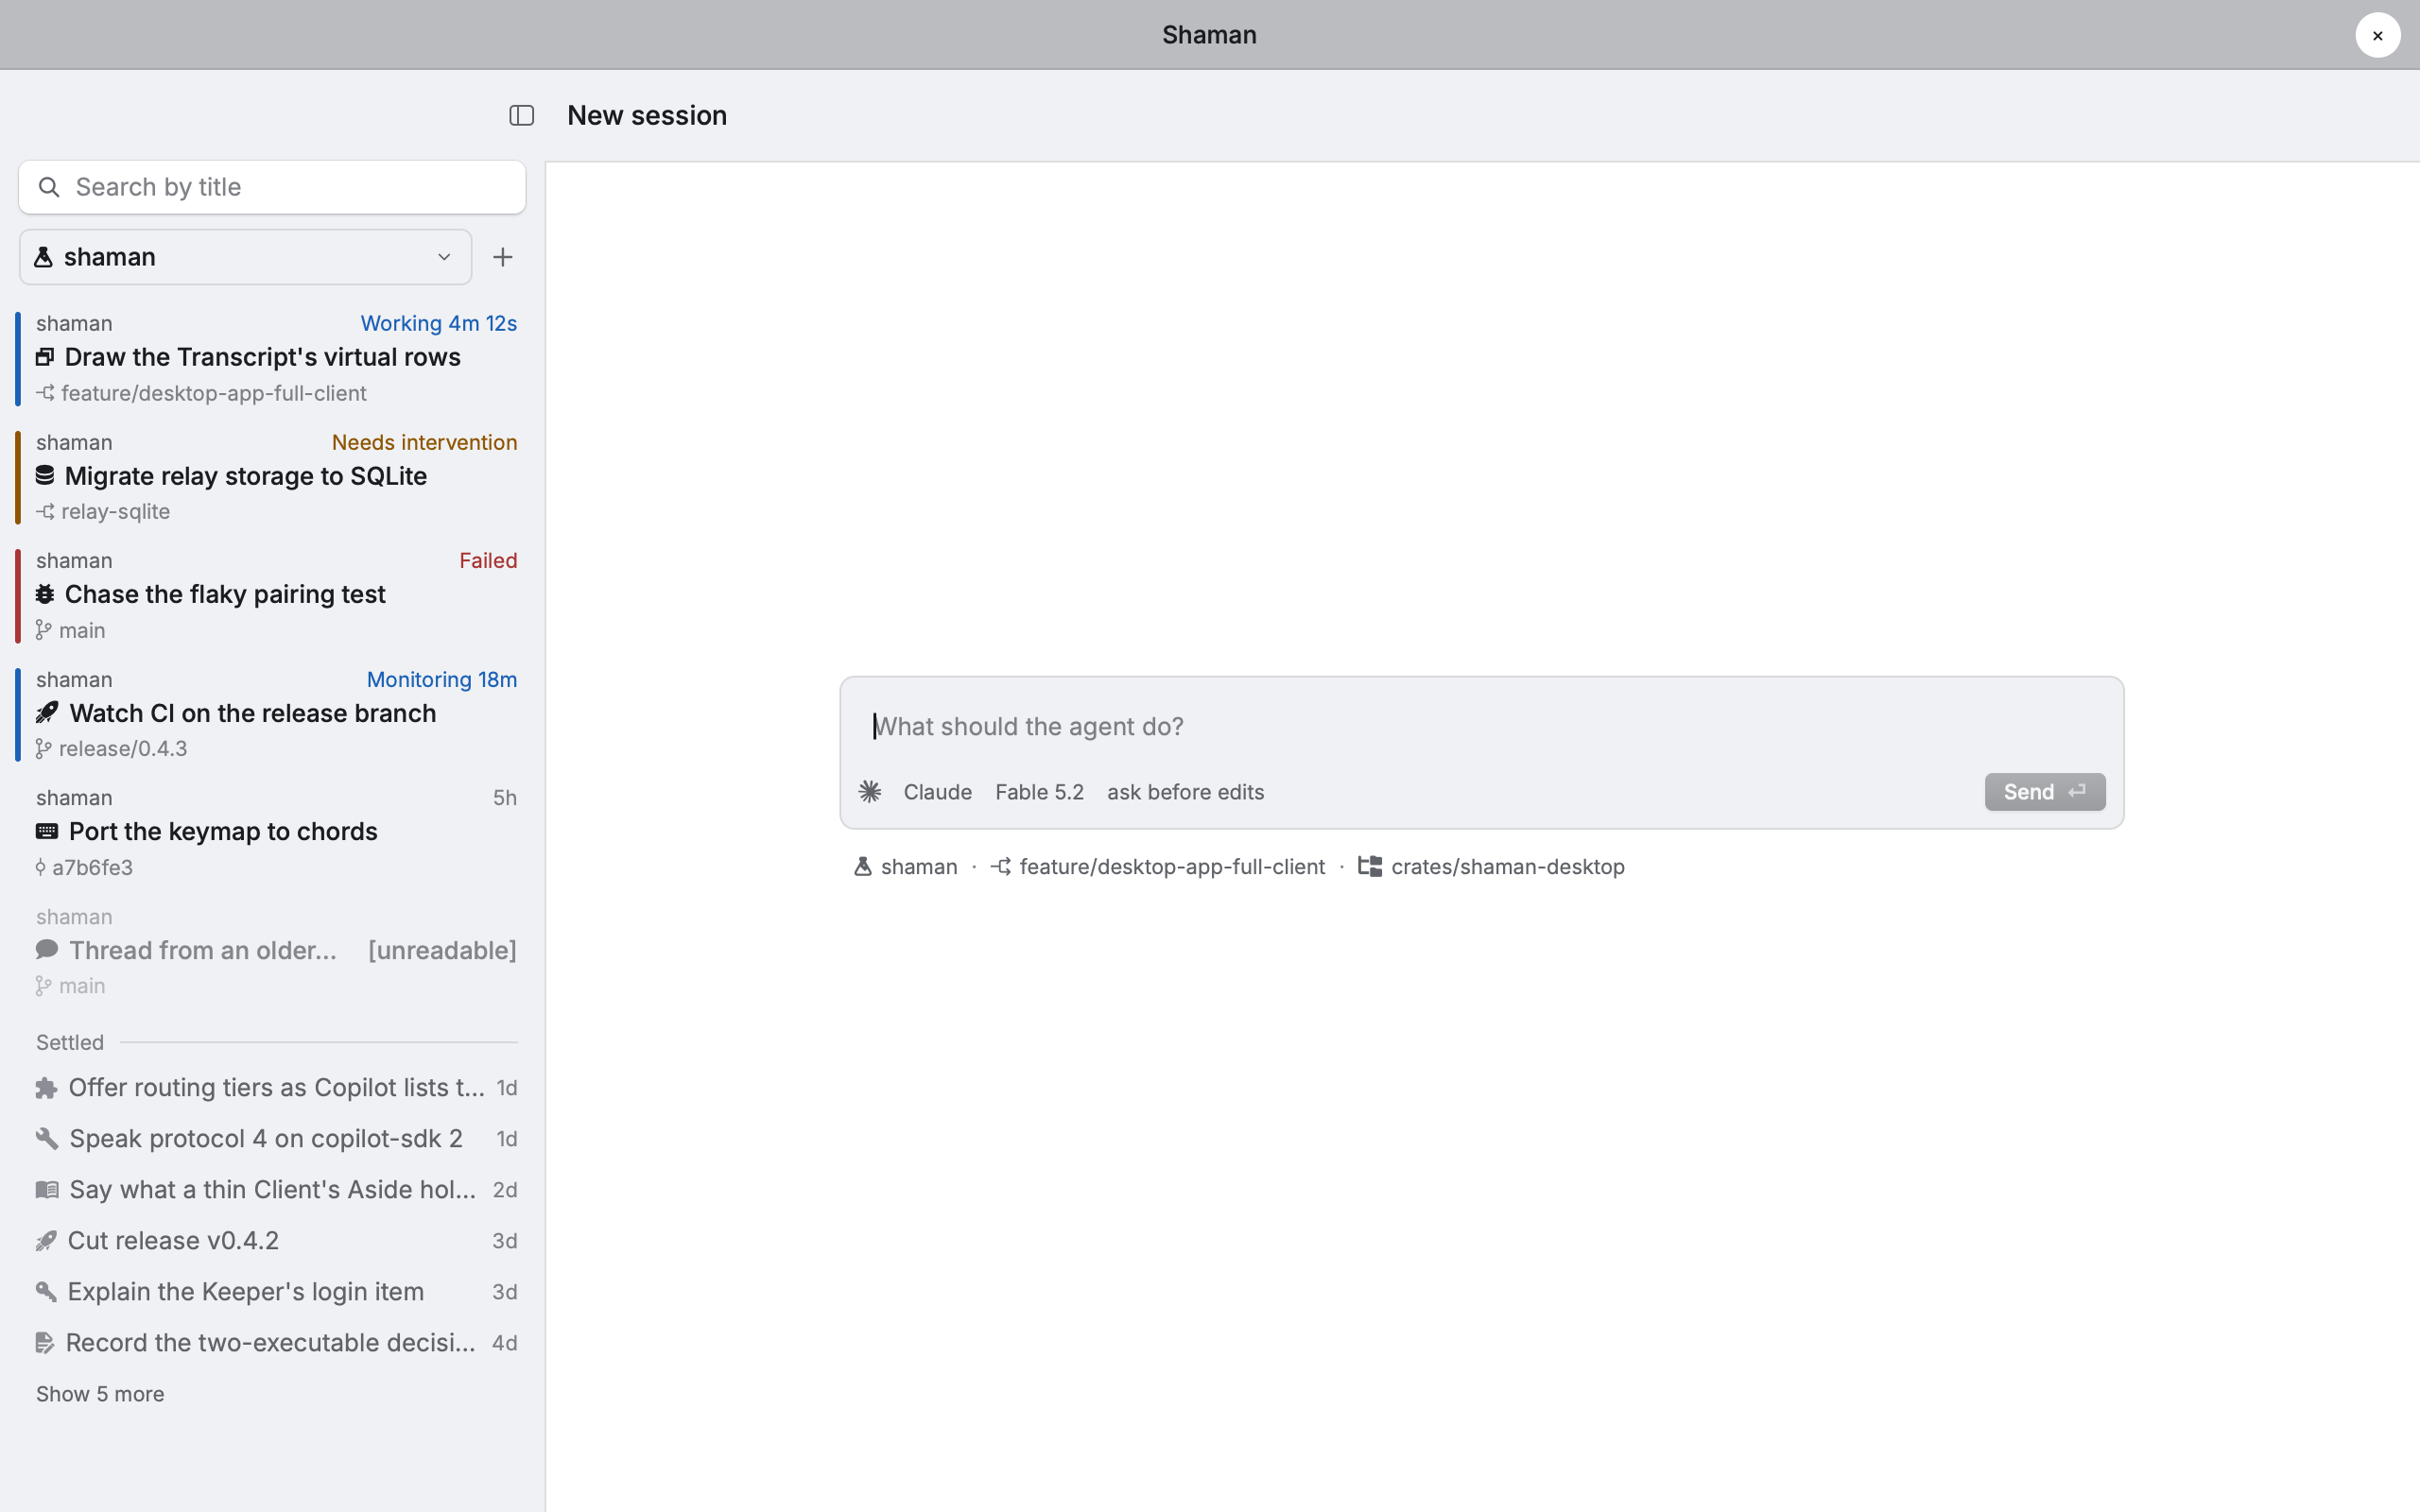 Shaman
New session
Search by title
shaman
shaman Working 4m 12s
Draw the Transcript's virtual rows
feature/desktop-app-full-client
shaman Needs intervention
Migrate relay storage to SQLite
relay-sqlite
shaman Failed
Chase the flaky pairing test
main
shaman Monitoring 18m
Watch CI on the release branch
release/0.4.3
shaman 5h
Port the keymap to chords
a7b6fe3
shaman
Thread from an older... [unreadable]
main
Settled
Offer routing tiers as Copilot lists t... 1d
Speak protocol 4 on copilot-sdk 2 1d
Say what a thin Client's Aside hol... 2d
Cut release v0.4.2 3d
Explain the Keeper's login item 3d
Record the two-executable decisi... 4d
Show 5 more
What should the agent do?
Claude Fable 5.2 ask before edits Send
shaman · feature/desktop-app-full-client · crates/shaman-desktop